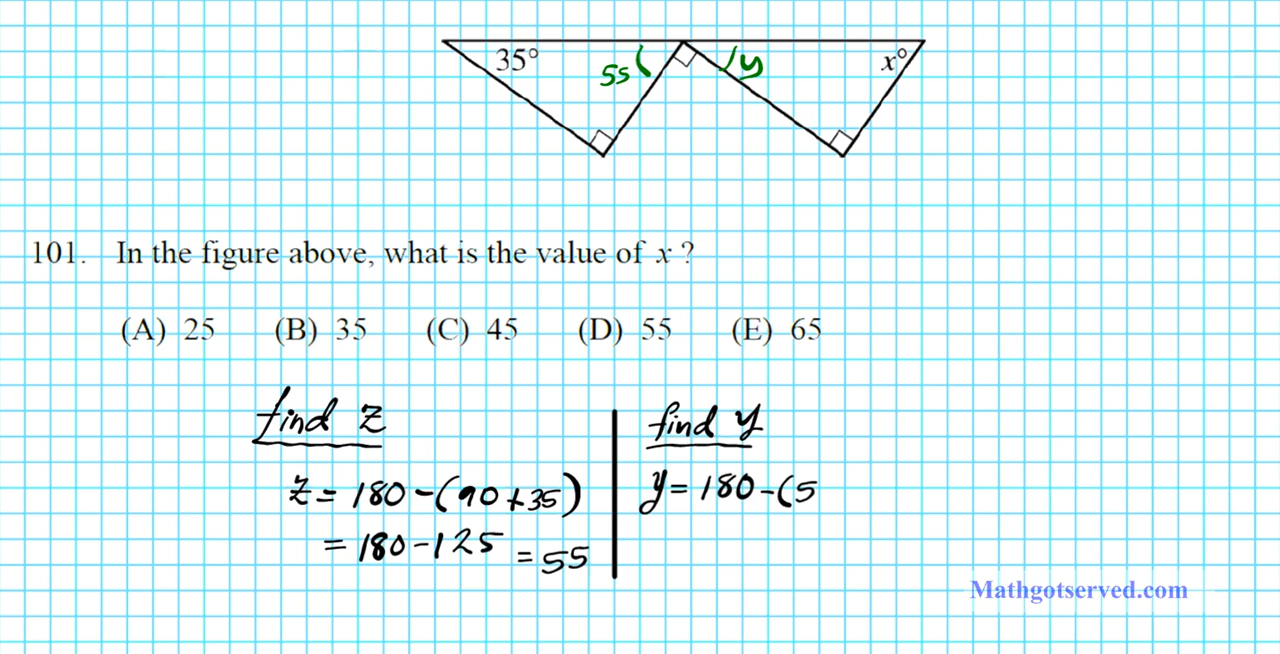 35° 55 y x°
101. In the figure above, what is the value of x ?
(A) 25 (B) 35 (C) 45 (D) 55 (E) 65
find z
z = 180 - (90 + 35)
= 180 - 125 = 55
find y
y = 180 - (5
Mathgotserved.com